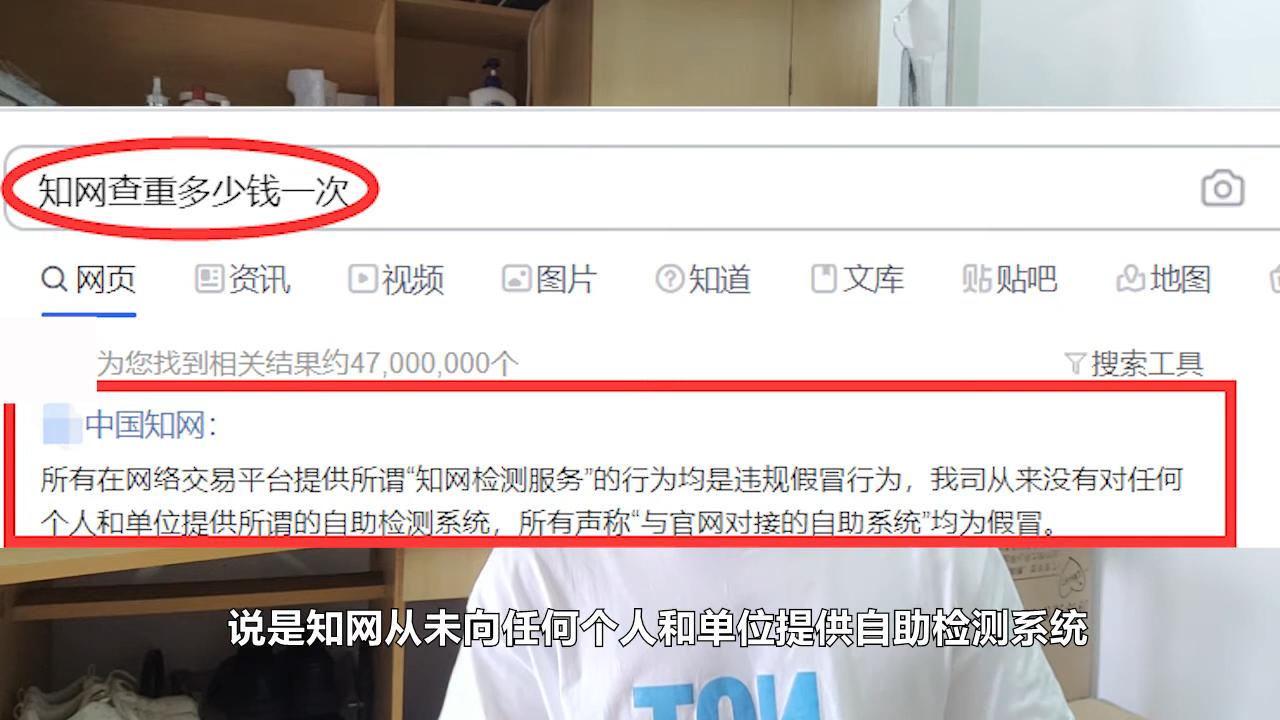 知网查重多少钱一次
网页 资讯 视频 图片 知道 文库 贴吧 地图
为您找到相关结果约47,000,000个 搜索工具
中国知网：
所有在网络交易平台提供所谓“知网检测服务”的行为均是违规假冒行为，我司从来没有对任何
个人和单位提供所谓的自助检测系统，所有声称“与官网对接的自助系统”均为假冒。
说是知网从未向任何个人和单位提供自助检测系统